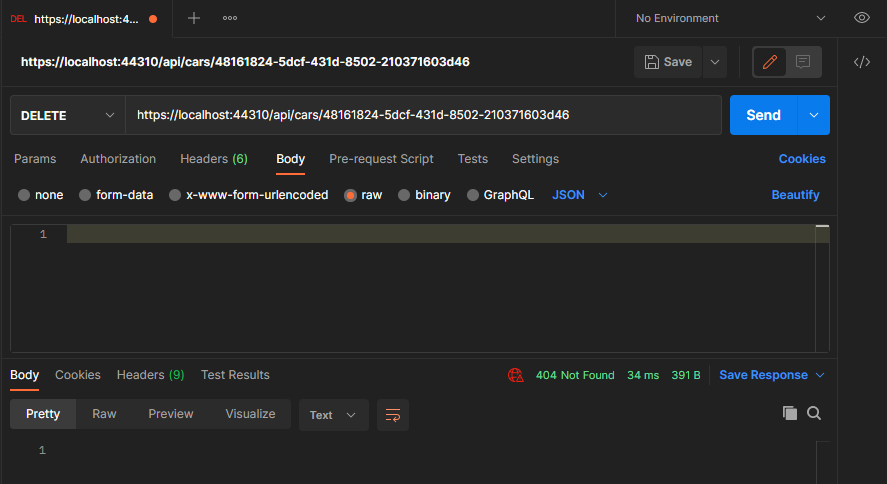 DEL https://localhost:4... No Environment
https://localhost:44310/api/cars/48161824-5dcf-431d-8502-210371603d46 Save
DELETE https://localhost:44310/api/cars/48161824-5dcf-431d-8502-210371603d46 Send
Params Authorization Headers (6) Body Pre-request Script Tests Settings Cookies
none form-data x-www-form-urlencoded raw binary GraphQL JSON Beautify
1
Body Cookies Headers (9) Test Results 404 Not Found 34 ms 391 B Save Response
Pretty Raw Preview Visualize Text
1